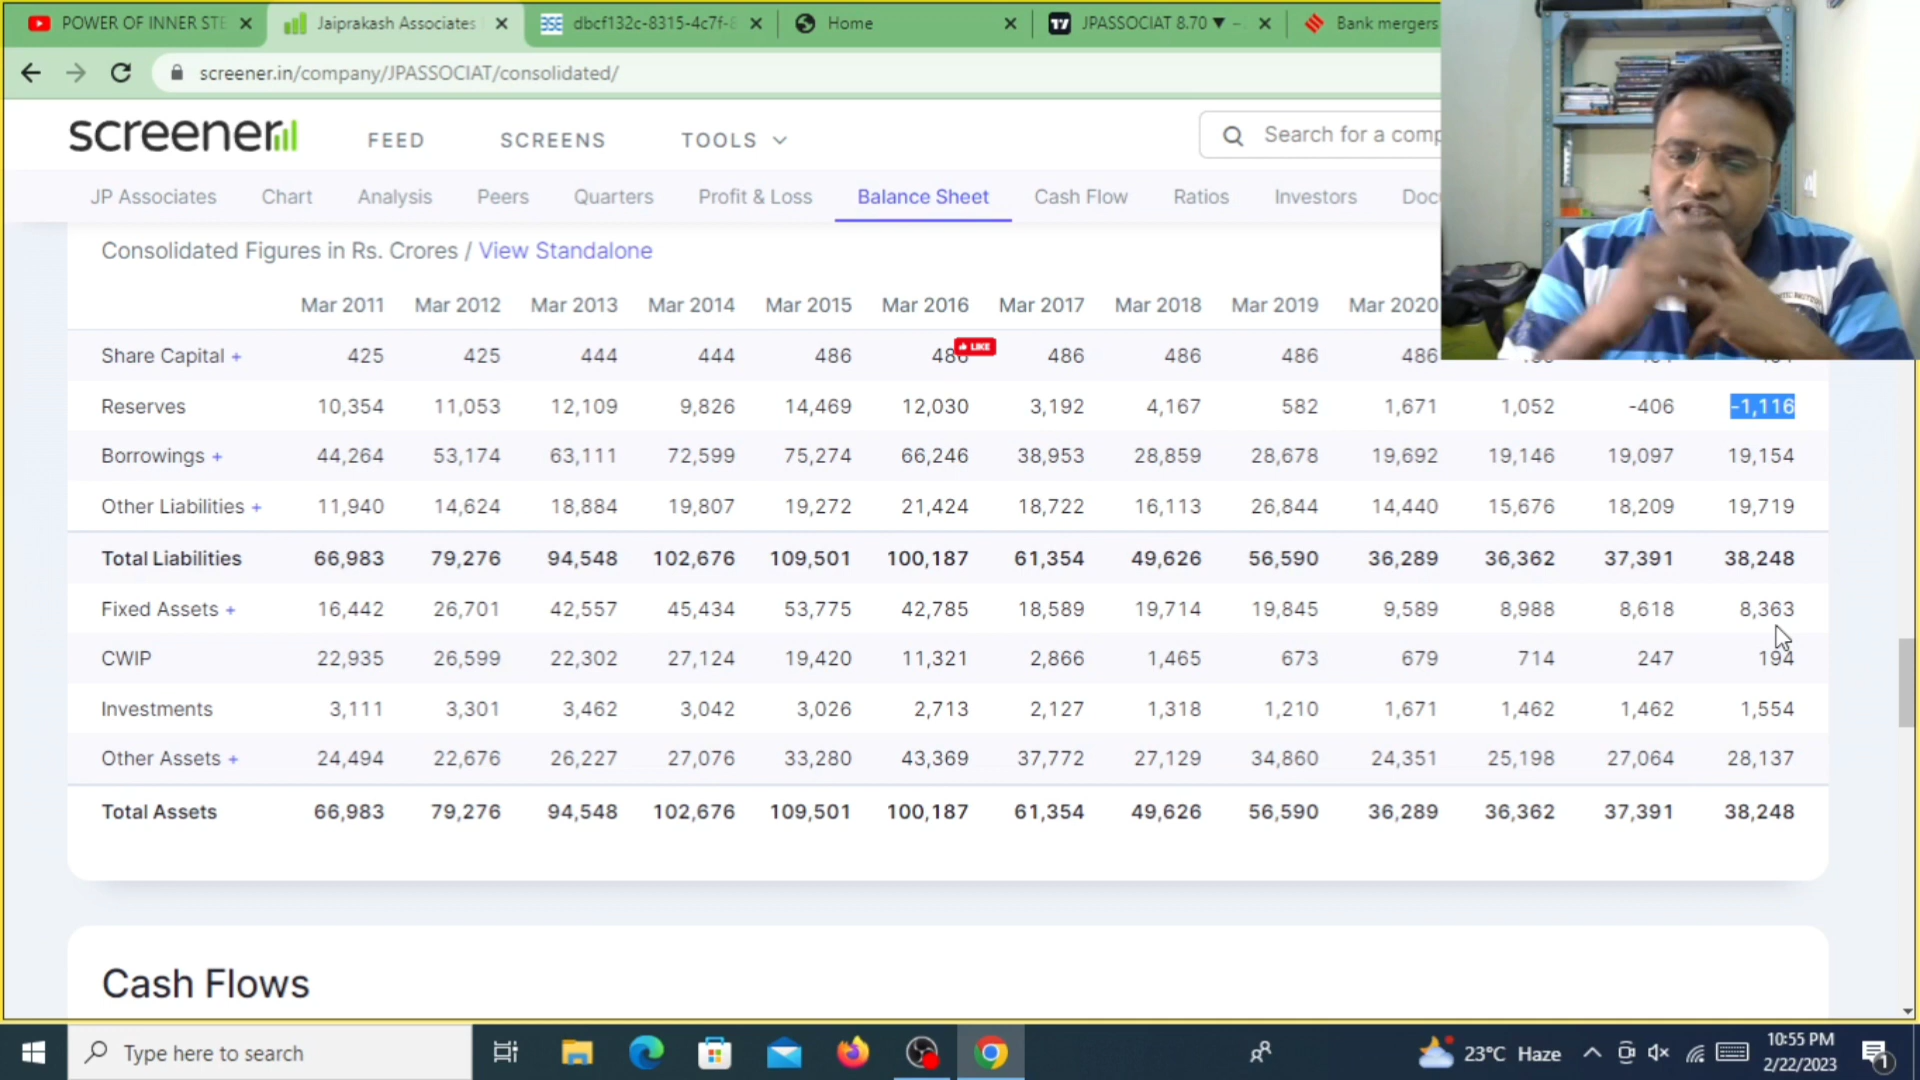 POWER OF INNER STE
Jaiprakash Associates
dbcf132c-8315-4c7f-8
Home
JPASSOCIAT 8.70 ▼ −
Bank mergers
screener.in/company/JPASSOCIAT/consolidated/
screener
FEED SCREENS TOOLS
Search for a comp
JP Associates Chart Analysis Peers Quarters Profit & Loss Balance Sheet Cash Flow Ratios Investors Doc
Consolidated Figures in Rs. Crores / View Standalone
Mar 2011 Mar 2012 Mar 2013 Mar 2014 Mar 2015 Mar 2016 Mar 2017 Mar 2018 Mar 2019 Mar 2020
LIKE
Share Capital + 425 425 444 444 486 486 486 486 486 486
Reserves 10,354 11,053 12,109 9,826 14,469 12,030 3,192 4,167 582 1,671 1,052 -406 -1,116
Borrowings + 44,264 53,174 63,111 72,599 75,274 66,246 38,953 28,859 28,678 19,692 19,146 19,097 19,154
Other Liabilities + 11,940 14,624 18,884 19,807 19,272 21,424 18,722 16,113 26,844 14,440 15,676 18,209 19,719
Total Liabilities 66,983 79,276 94,548 102,676 109,501 100,187 61,354 49,626 56,590 36,289 36,362 37,391 38,248
Fixed Assets + 16,442 26,701 42,557 45,434 53,775 42,785 18,589 19,714 19,845 9,589 8,988 8,618 8,363
CWIP 22,935 26,599 22,302 27,124 19,420 11,321 2,866 1,465 673 679 714 247 194
Investments 3,111 3,301 3,462 3,042 3,026 2,713 2,127 1,318 1,210 1,671 1,462 1,462 1,554
Other Assets + 24,494 22,676 26,227 27,076 33,280 43,369 37,772 27,129 34,860 24,351 25,198 27,064 28,137
Total Assets 66,983 79,276 94,548 102,676 109,501 100,187 61,354 49,626 56,590 36,289 36,362 37,391 38,248
Cash Flows
Type here to search
23°C Haze
10:55 PM
2/22/2023
1